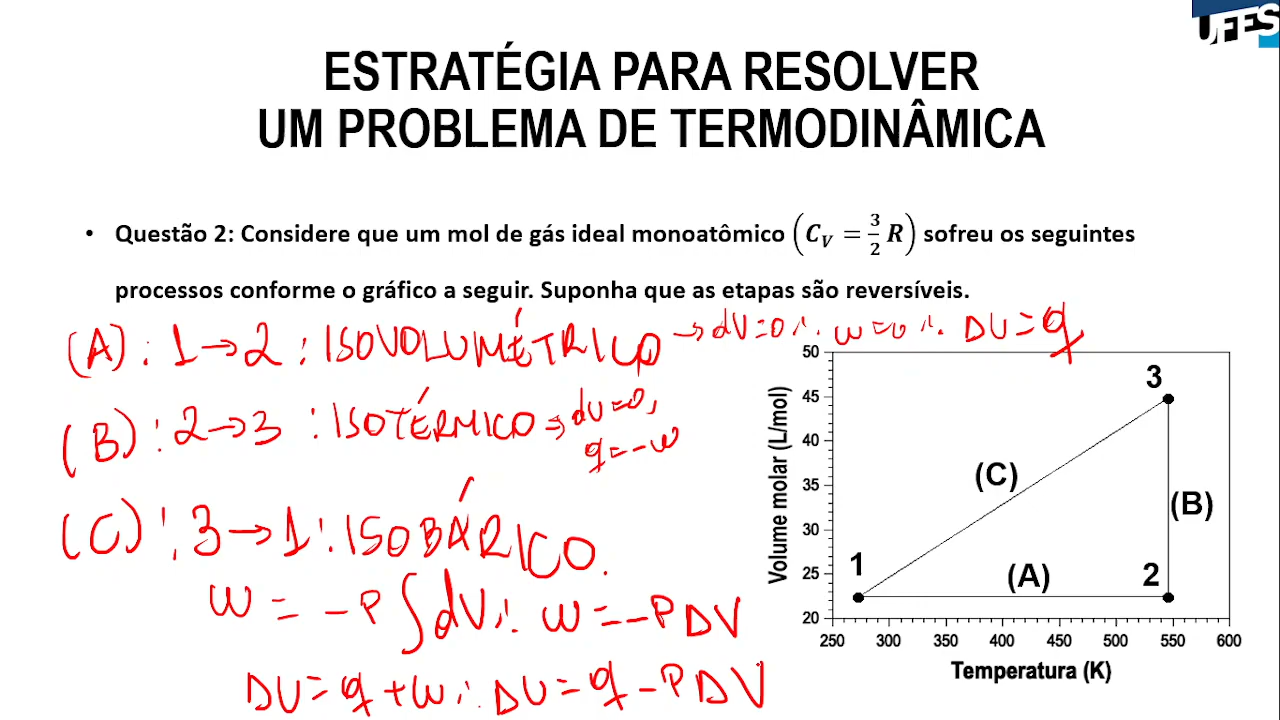 UFES
ESTRATÉGIA PARA RESOLVER
UM PROBLEMA DE TERMODINÂMICA
• Questão 2: Considere que um mol de gás ideal monoatômico (C_V = 3/2 R) sofreu os seguintes
processos conforme o gráfico a seguir. Suponha que as etapas são reversíveis.
(A): 1→2: ISOVOLUMÉTRICO → dV=0 ∴ w=0 ∴ ΔU=q
(B): 2→3: ISOTÉRMICO ⇒ dU=0,
q=-w
(C): 3→1: ISOBÁRICO.
w = -P∫dV ∴ w=-PΔV
ΔU=q+w ∴ ΔU=q-PΔV
50
45
40
35
30
25
20
Volume molar (L/mol)
3
(C)
(B)
1
(A)
2
250 300 350 400 450 500 550 600
Temperatura (K)